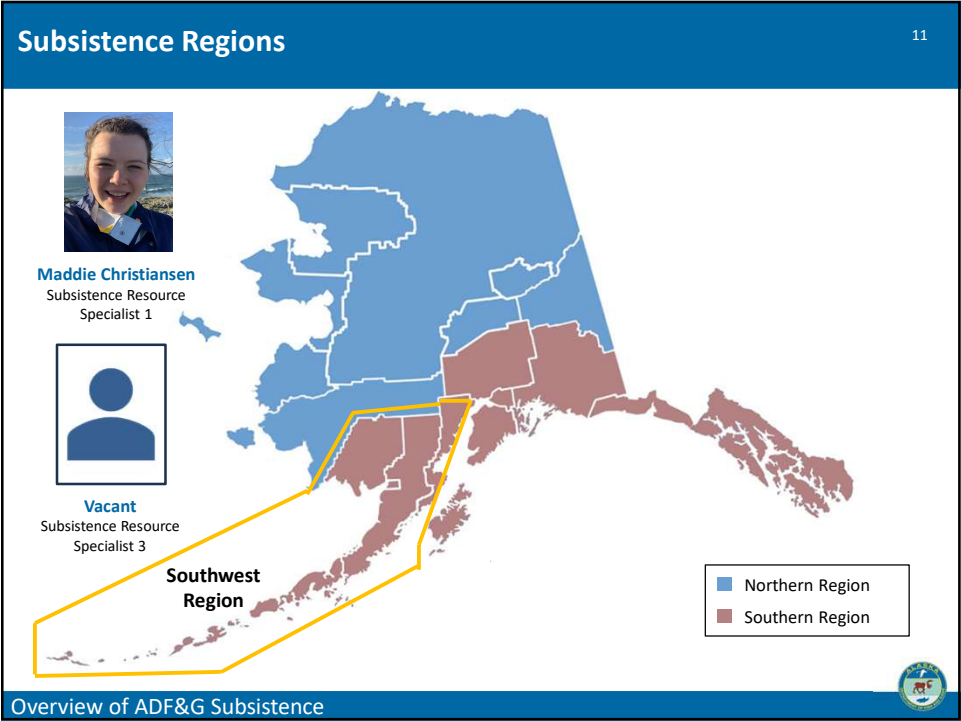 Subsistence Regions
11
Maddie Christiansen
Subsistence Resource
Specialist 1
Vacant
Subsistence Resource
Specialist 3
Southwest
Region
Northern Region
Southern Region
ALASKA
Overview of ADF&G Subsistence